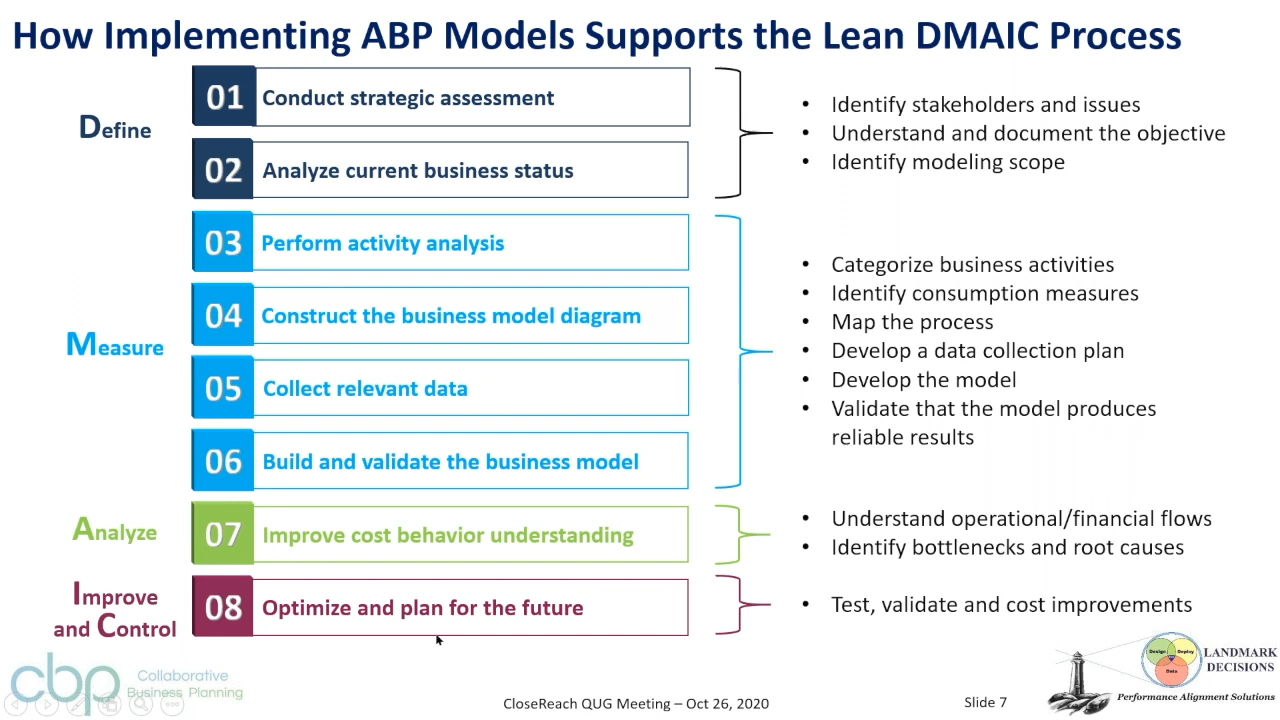 How Implementing ABP Models Supports the Lean DMAIC Process
Define
01 Conduct strategic assessment
02 Analyze current business status
• Identify stakeholders and issues
• Understand and document the objective
• Identify modeling scope
Measure
03 Perform activity analysis
04 Construct the business model diagram
05 Collect relevant data
06 Build and validate the business model
• Categorize business activities
• Identify consumption measures
• Map the process
• Develop a data collection plan
• Develop the model
• Validate that the model produces
reliable results
Analyze
07 Improve cost behavior understanding
• Understand operational/financial flows
• Identify bottlenecks and root causes
Improve
and Control
08 Optimize and plan for the future
• Test, validate and cost improvements
cbp Collaborative
Business Planning
CloseReach QUG Meeting – Oct 26, 2020
Slide 7
Design Deploy
Data
LANDMARK
DECISIONS
Performance Alignment Solutions